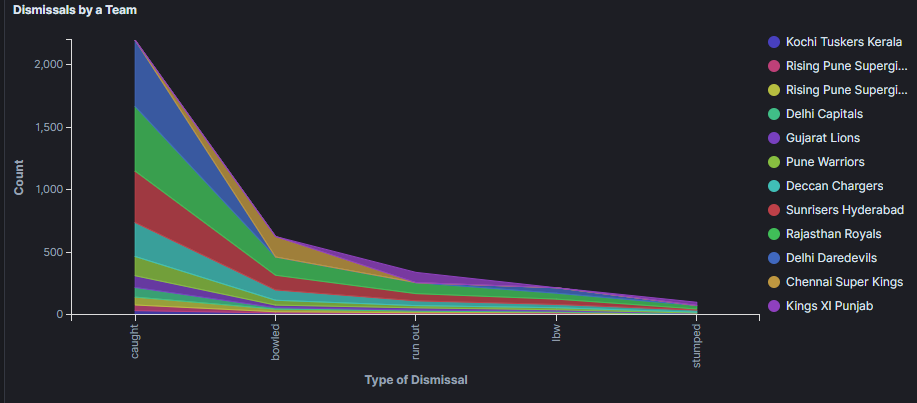 Dismissals by a Team
2,000
1,500
1,000
500
0
Count
caught
bowled
run out
lbw
stumped
Type of Dismissal
Kochi Tuskers Kerala
Rising Pune Supergi...
Rising Pune Supergi...
Delhi Capitals
Gujarat Lions
Pune Warriors
Deccan Chargers
Sunrisers Hyderabad
Rajasthan Royals
Delhi Daredevils
Chennai Super Kings
Kings XI Punjab